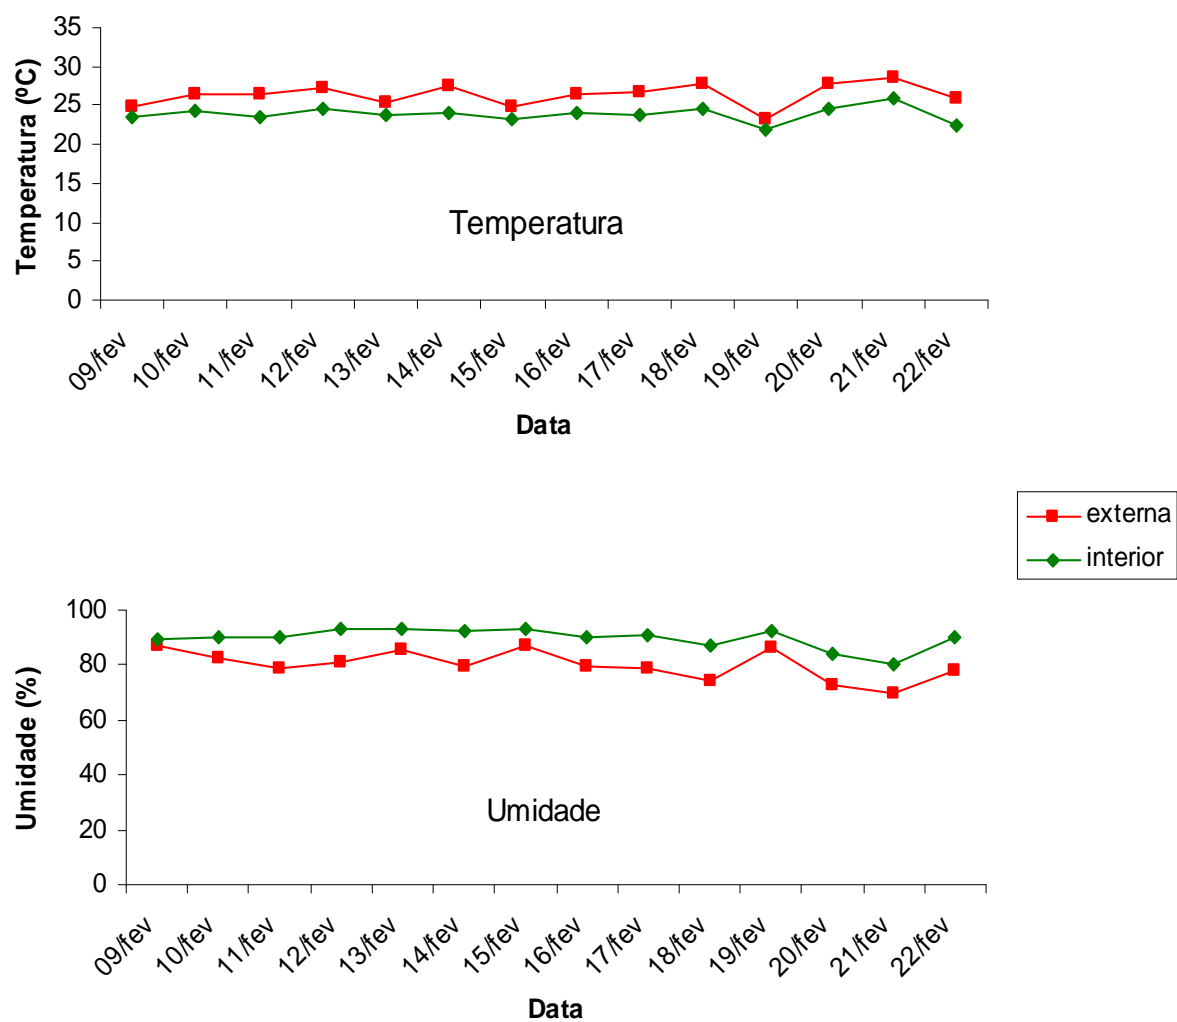 35
30
25
20
15
10
5
0
Temperatura (ºC)
Temperatura
09/fev
10/fev
11/fev
12/fev
13/fev
14/fev
15/fev
16/fev
17/fev
18/fev
19/fev
20/fev
21/fev
22/fev
Data
externa
interior
100
80
60
40
20
0
Umidade (%)
Umidade
09/fev
10/fev
11/fev
12/fev
13/fev
14/fev
15/fev
16/fev
17/fev
18/fev
19/fev
20/fev
21/fev
22/fev
Data